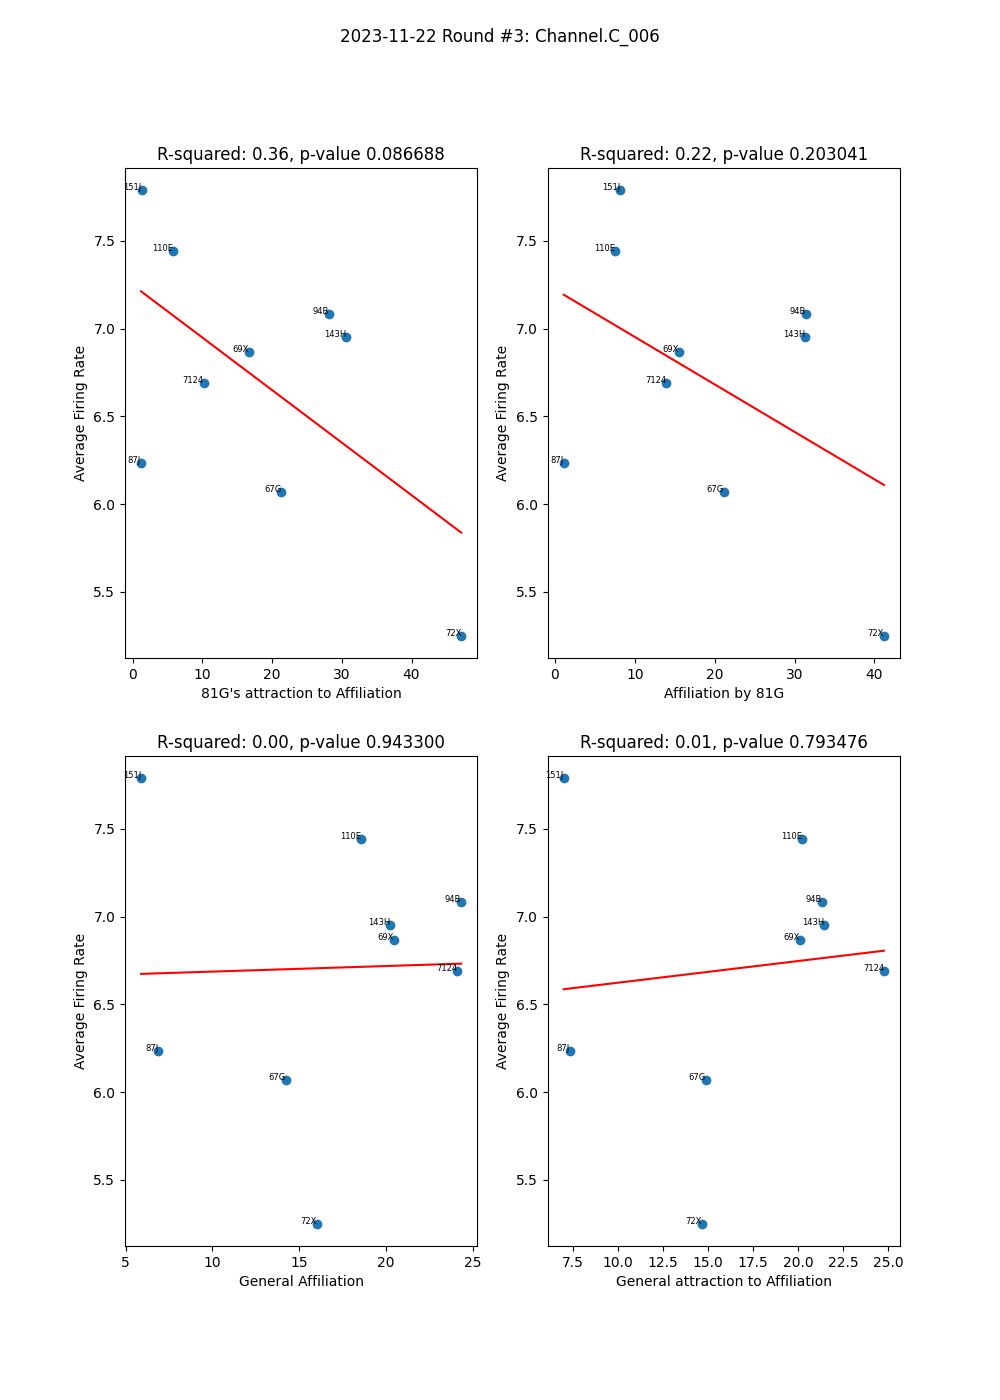 2023-11-22 Round #3: Channel.C_006
R-squared: 0.36, p-value 0.086688
151J
110E
94B
143H
69X
7124
87J
67G
72X
7.5
7.0
6.5
6.0
5.5
Average Firing Rate
0 10 20 30 40
81G's attraction to Affiliation
R-squared: 0.22, p-value 0.203041
151J
110E
94B
143H
69X
7124
87J
67G
72X
7.5
7.0
6.5
6.0
5.5
Average Firing Rate
0 10 20 30 40
Affiliation by 81G
R-squared: 0.00, p-value 0.943300
151J
110E
94B
143H
69X
7124
87J
67G
72X
7.5
7.0
6.5
6.0
5.5
Average Firing Rate
5 10 15 20 25
General Affiliation
R-squared: 0.01, p-value 0.793476
151J
110E
94B
143H
69X
7124
87J
67G
72X
7.5
7.0
6.5
6.0
5.5
Average Firing Rate
7.5 10.0 12.5 15.0 17.5 20.0 22.5 25.0
General attraction to Affiliation